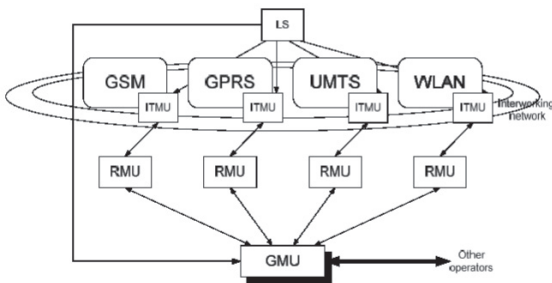 LS
GSM
GPRS
UMTS
WLAN
ITMU
ITMU
ITMU
ITMU
Interworking
network
RMU
RMU
RMU
RMU
GMU
Other
operators